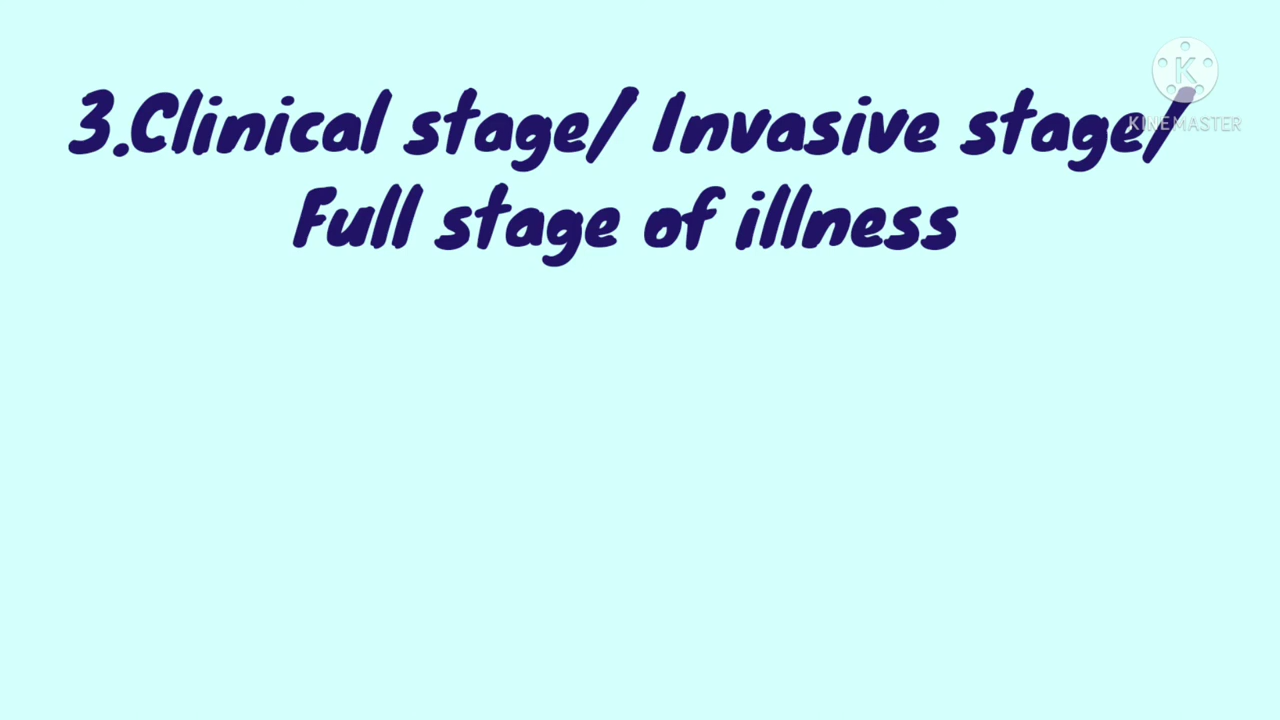 3.Clinical stage/ Invasive stage/
Full stage of illness
K
KINEMASTER